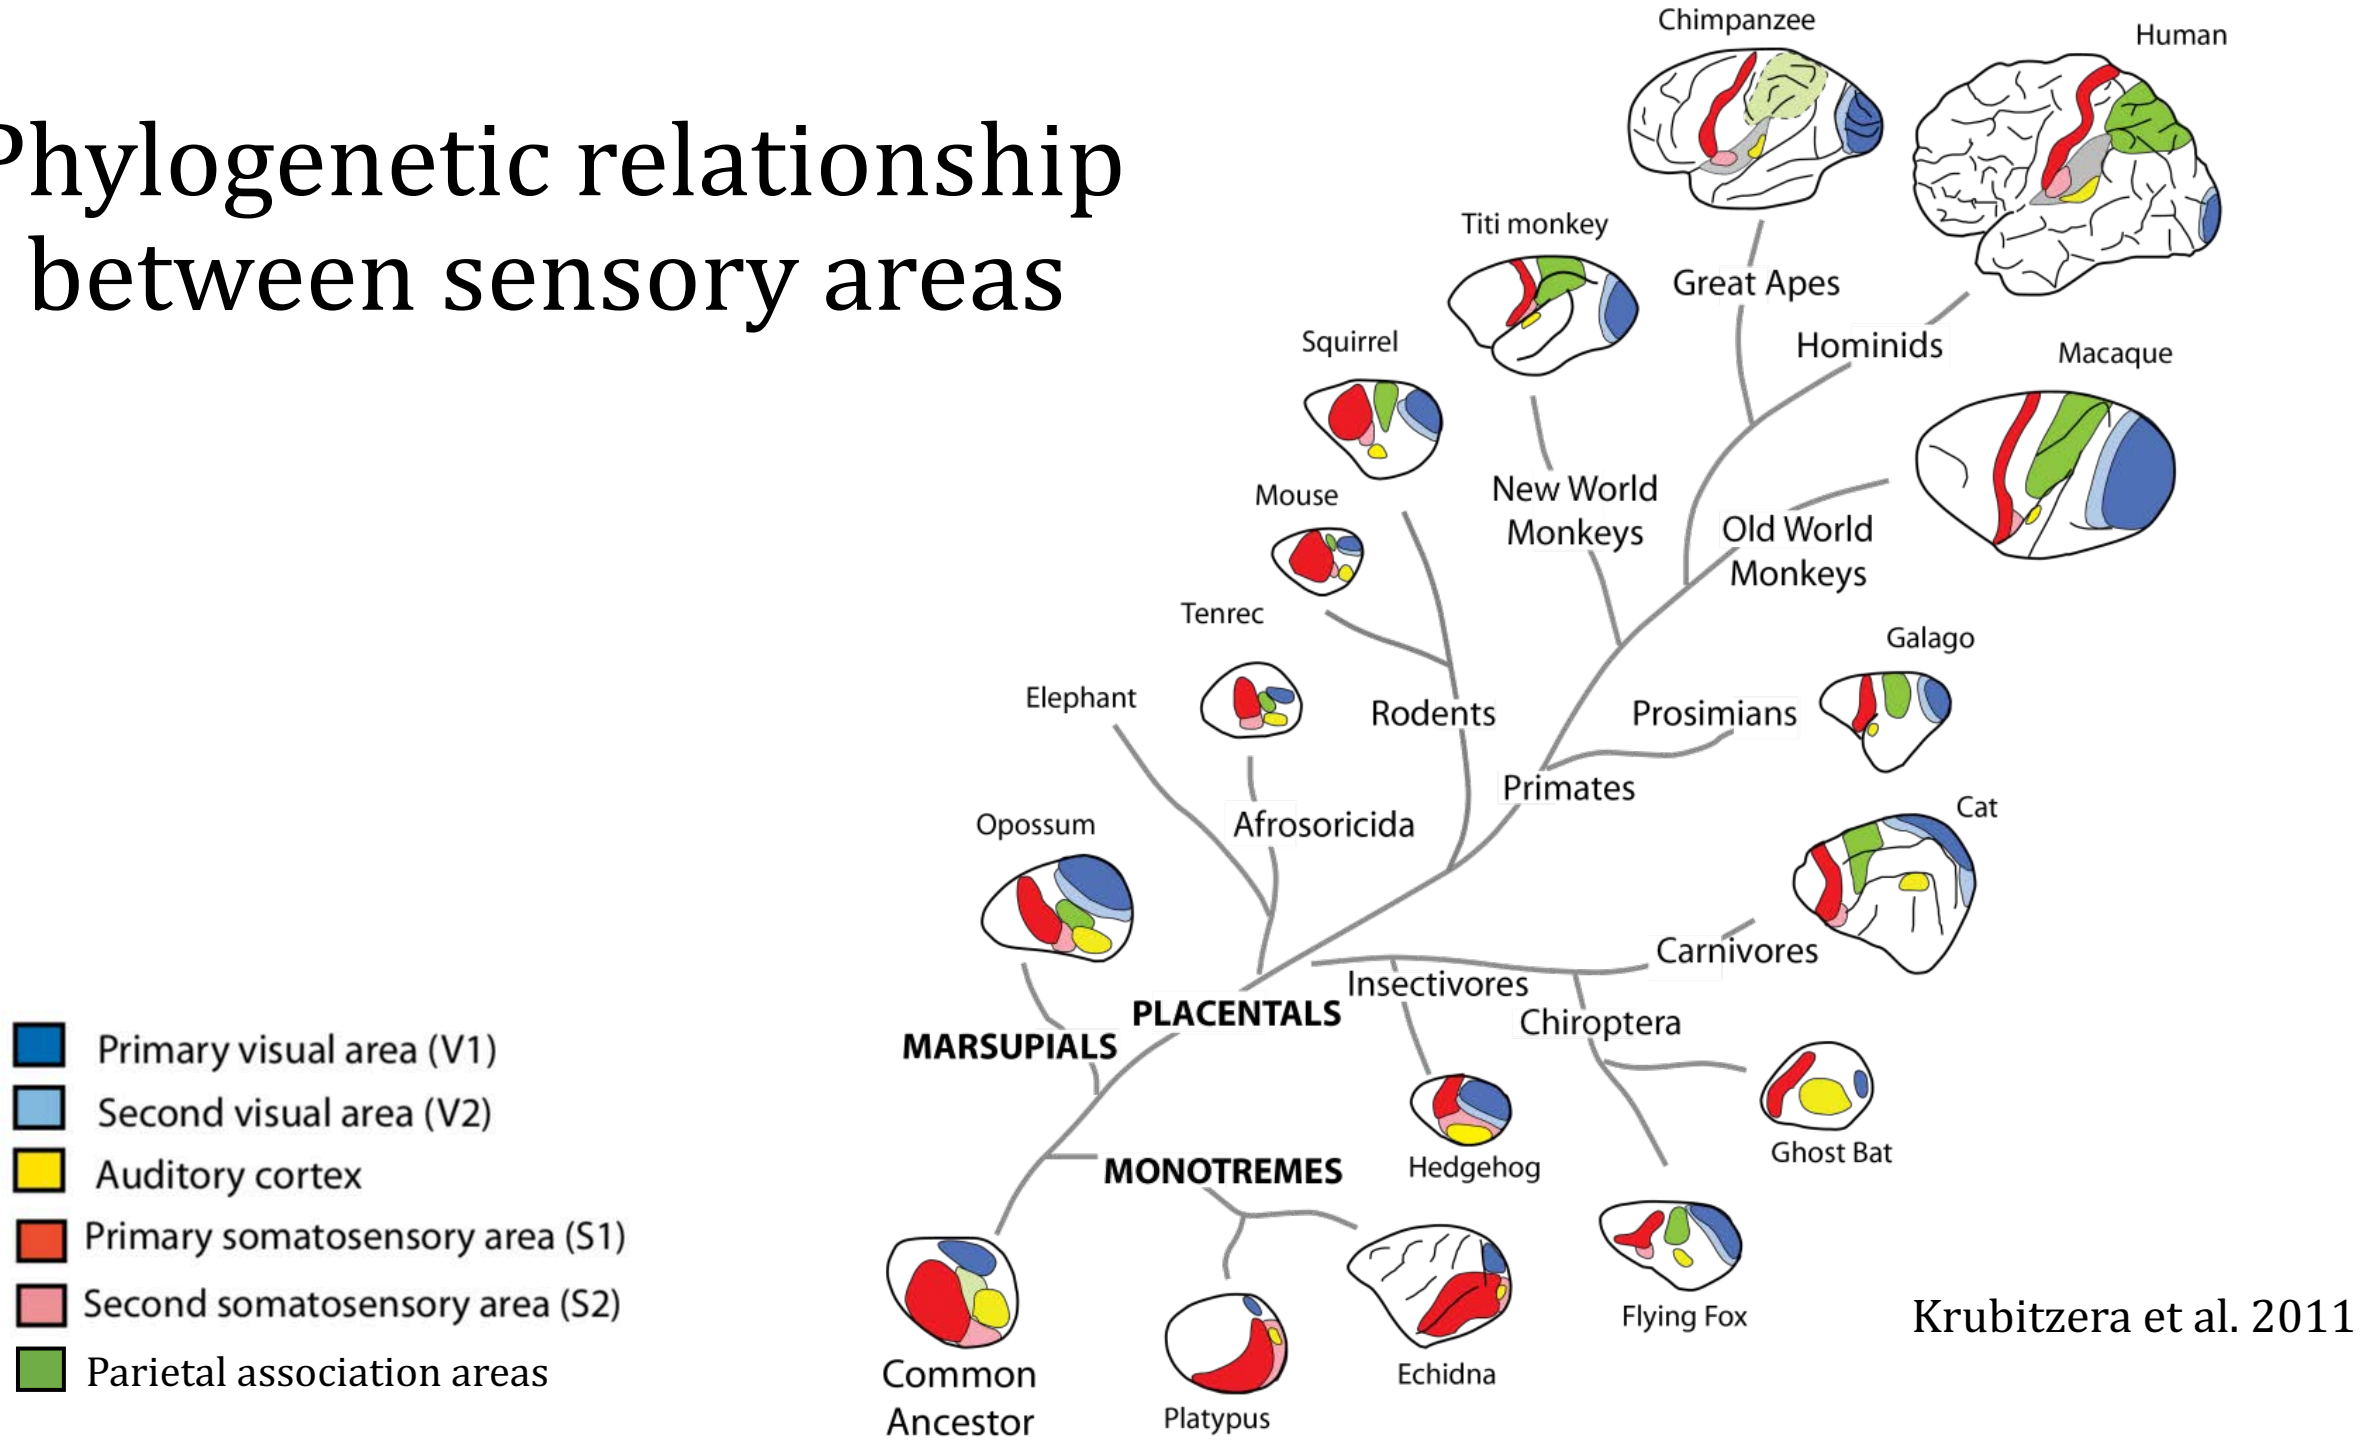 Phylogenetic relationship
between sensory areas
Chimpanzee
Human
Titi monkey
Great Apes
Hominids
Macaque
Squirrel
Mouse
New World
Monkeys
Old World
Monkeys
Tenrec
Galago
Elephant
Rodents
Prosimians
Primates
Opossum
Afrosoricida
Cat
Carnivores
Insectivores
PLACENTALS
Chiroptera
MARSUPIALS
Ghost Bat
Hedgehog
MONOTREMES
Flying Fox
Echidna
Common
Ancestor
Platypus
Primary visual area (V1)
Second visual area (V2)
Auditory cortex
Primary somatosensory area (S1)
Second somatosensory area (S2)
Parietal association areas
Krubitzera et al. 2011